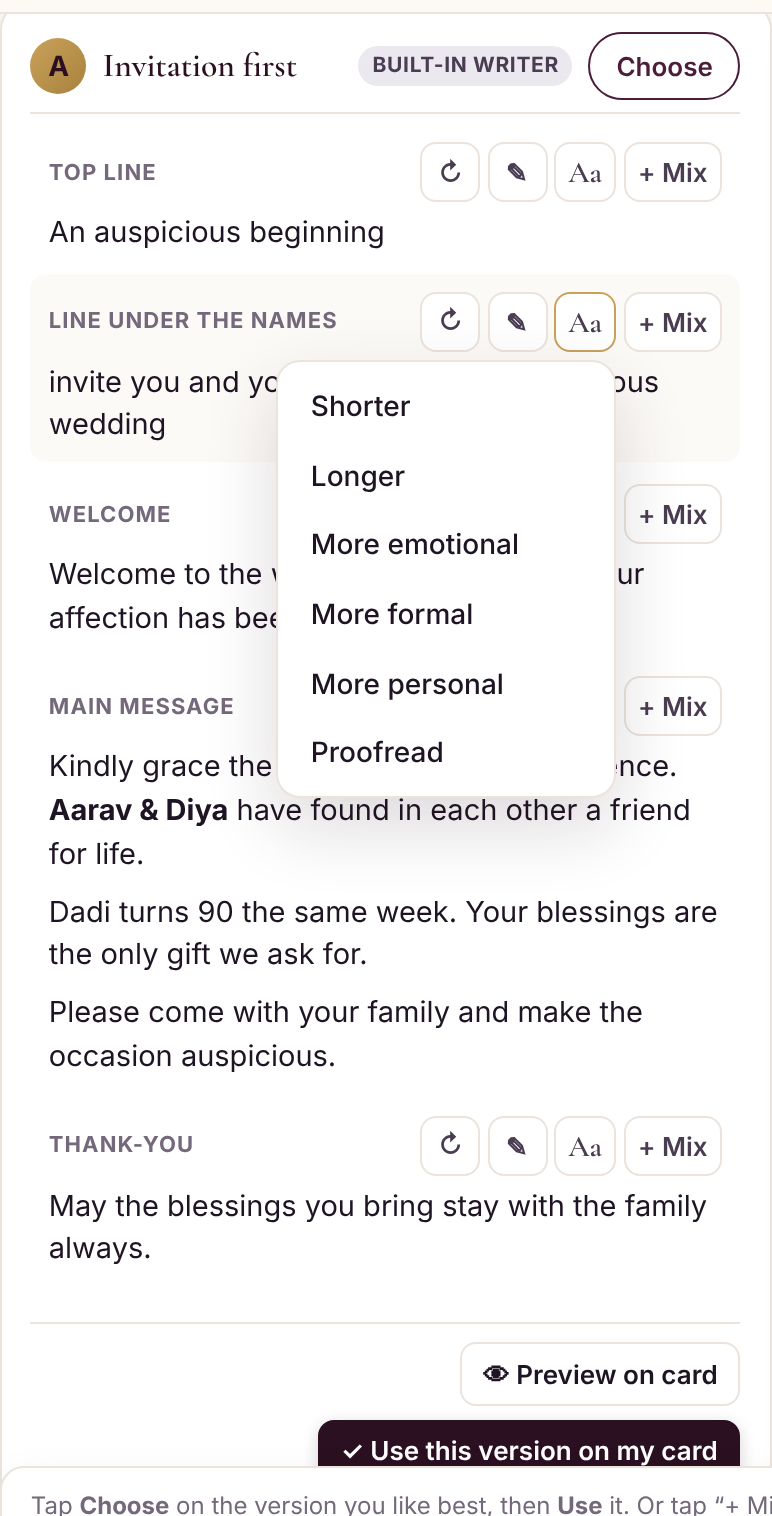 A Invitation first BUILT-IN WRITER Choose
TOP LINE Aa + Mix
An auspicious beginning
LINE UNDER THE NAMES Aa + Mix
invite you and
wedding
Shorter
Longer
More emotional
More formal
More personal
Proofread
WELCOME + Mix
Welcome to the
affection has
MAIN MESSAGE + Mix
Kindly grace the
Aarav & Diya have found in each other a friend
for life.
Dadi turns 90 the same week. Your blessings are
the only gift we ask for.
Please come with your family and make the
occasion auspicious.
THANK-YOU Aa + Mix
May the blessings you bring stay with the family
always.
Preview on card
✓ Use this version on my card
Tap Choose on the version you like best, then Use it. Or tap “+